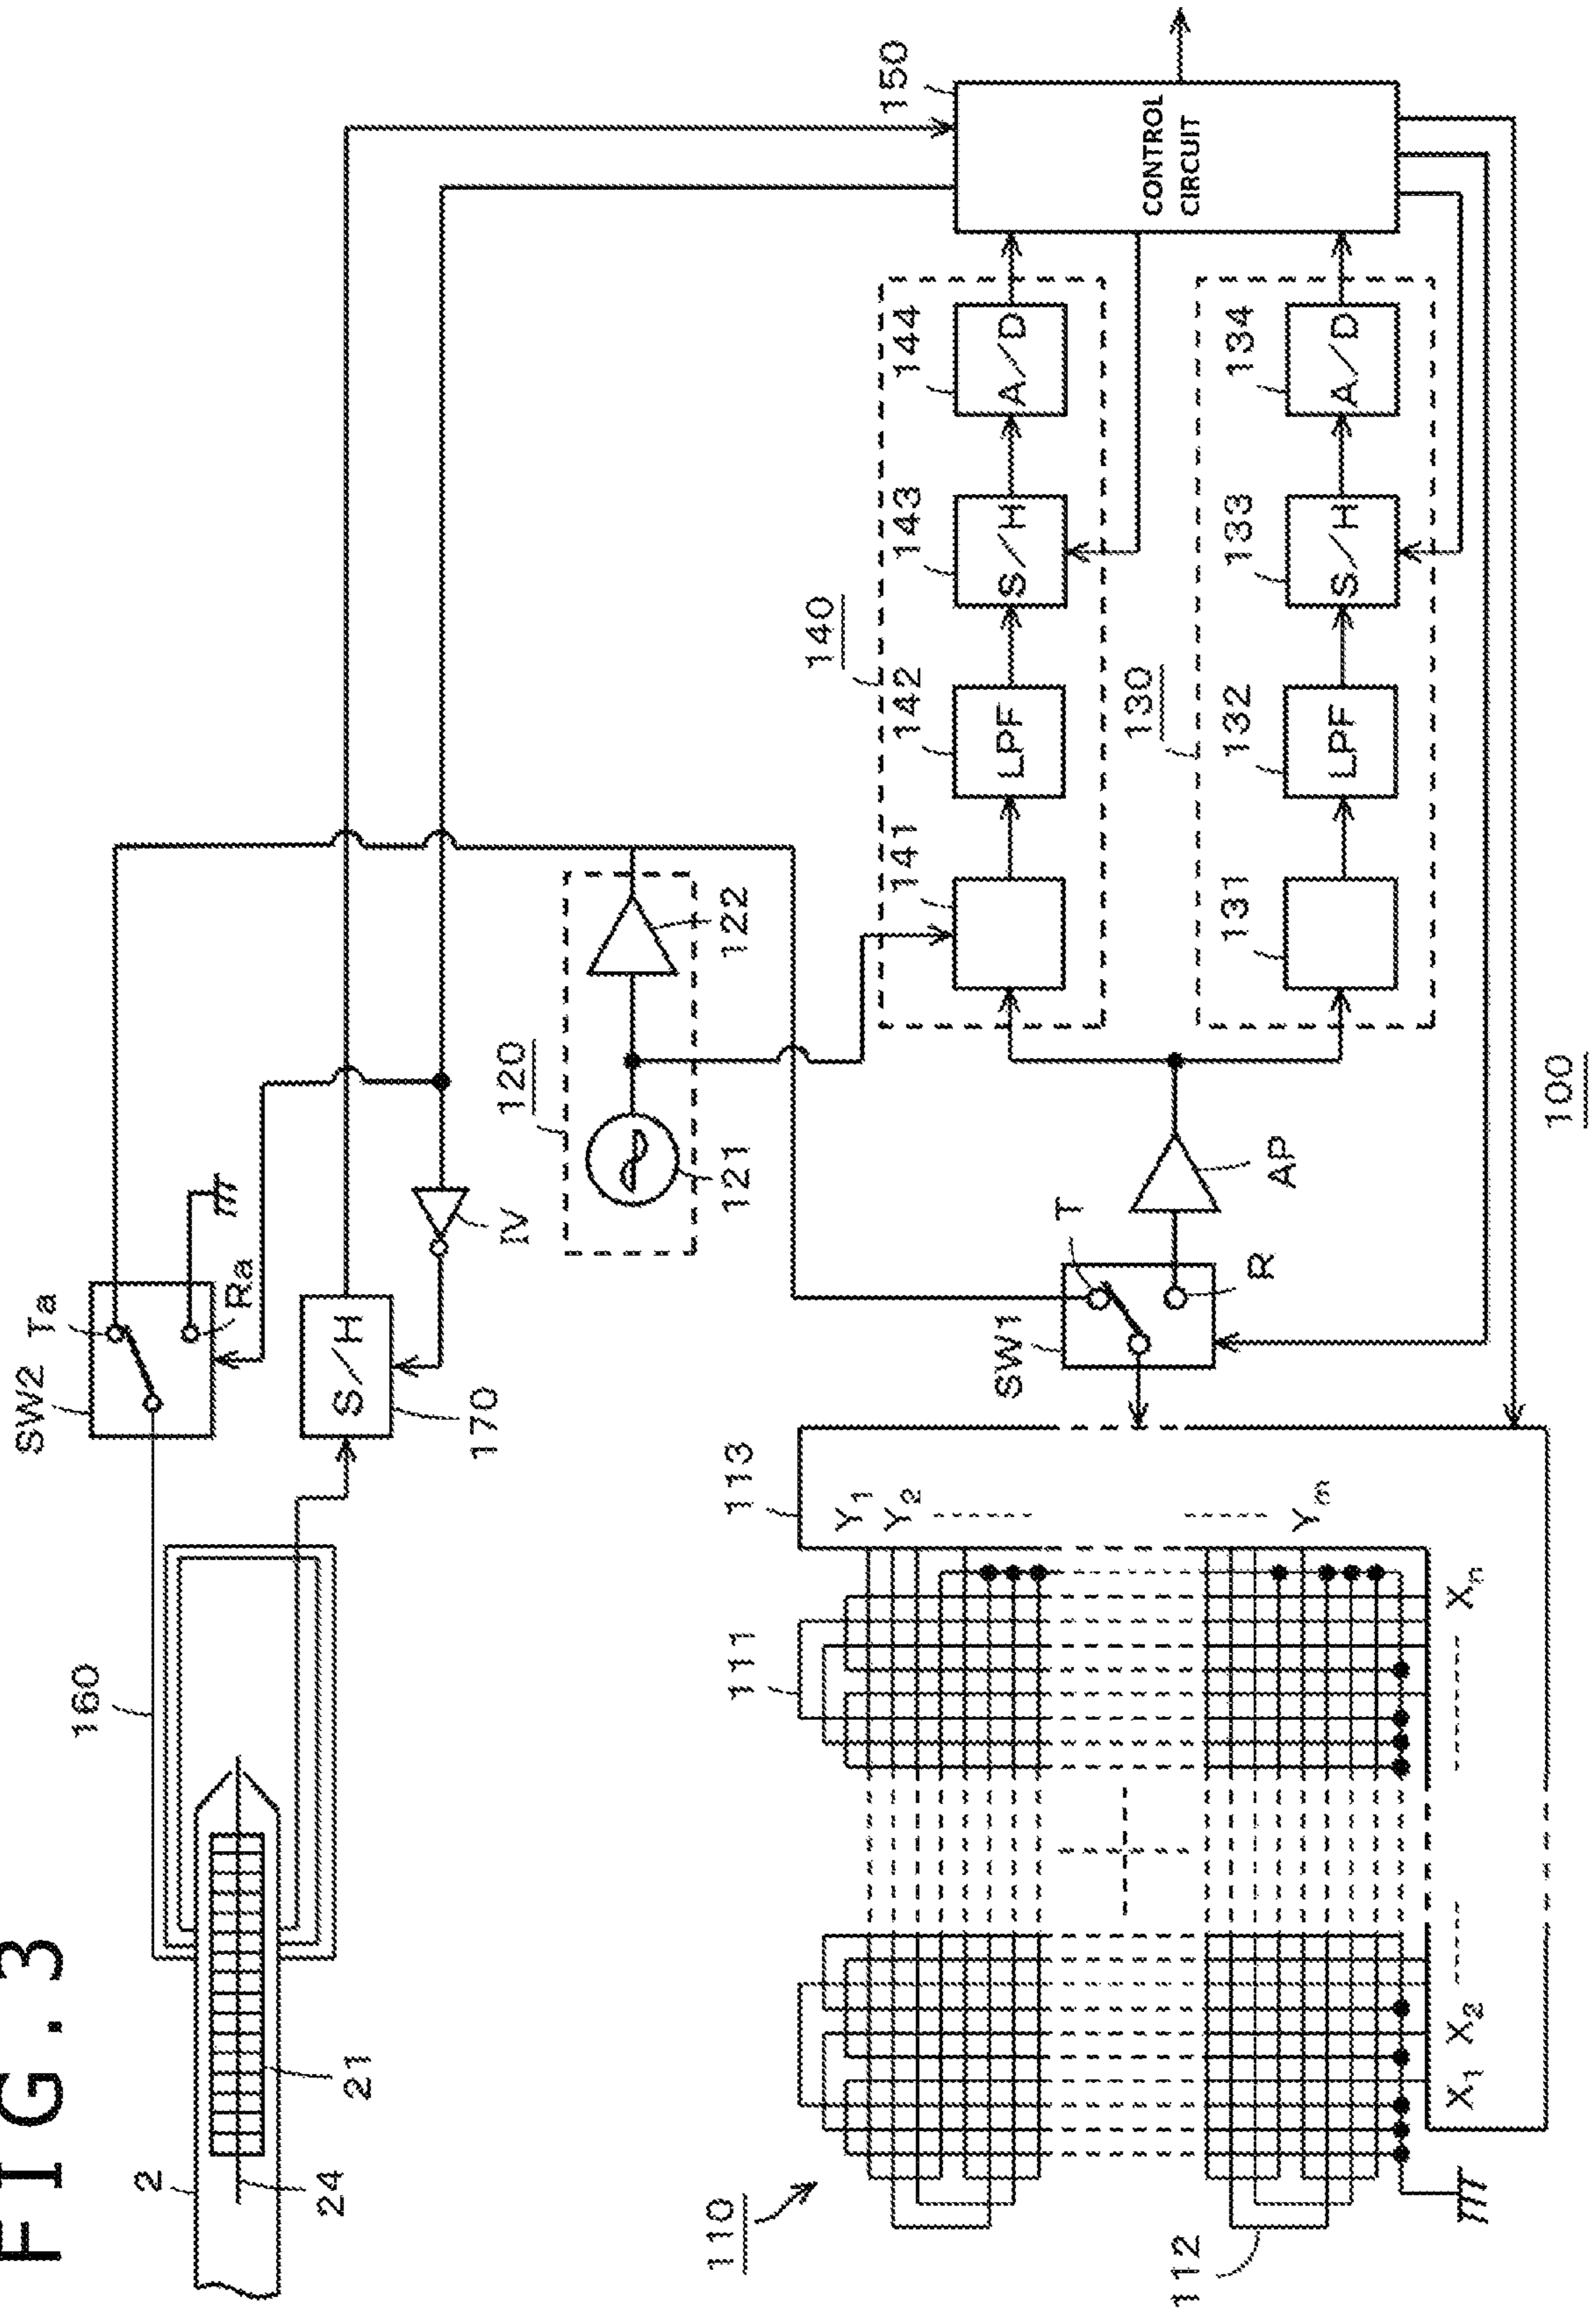 FIG. 3
2
24
21
160
SW2
Ta
Ra
S/H
170
IV
120
121
122
150
CONTROL
CIRCUIT
140
141
142
LPF
143
S/H
144
A/D
130
131
132
LPF
133
S/H
134
A/D
T
R
SW1
AP
100
110
111
112
113
Y1
Y2
X1
X2
Xn